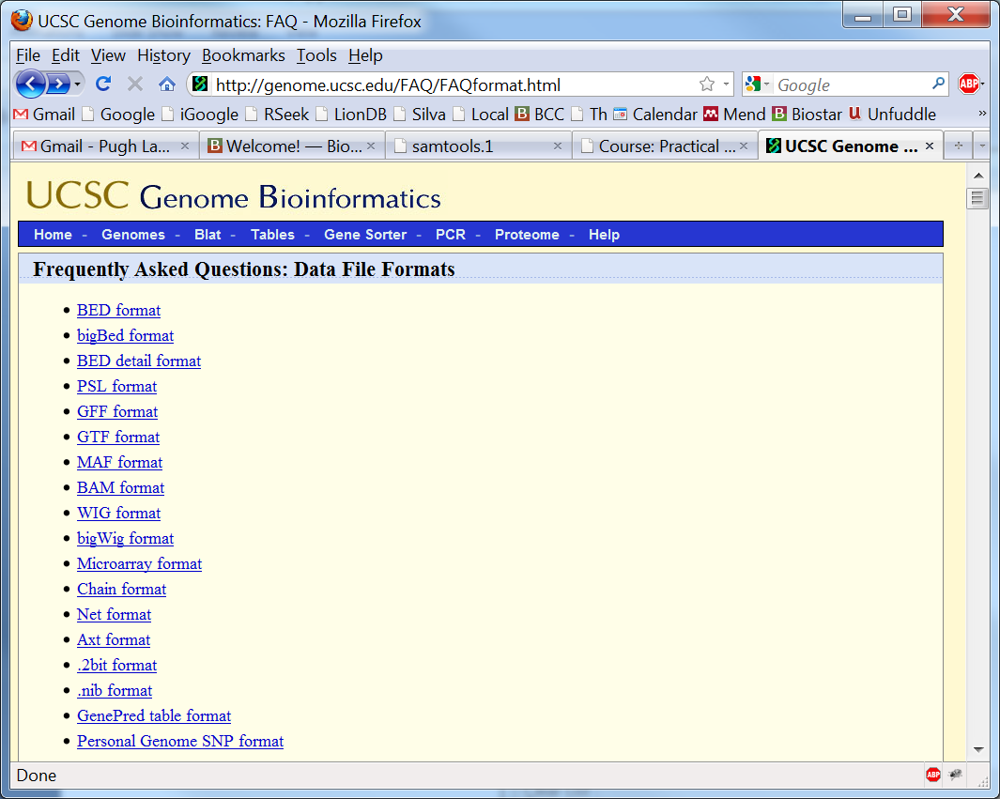 UCSC Genome Bioinformatics: FAQ - Mozilla Firefox
File Edit View History Bookmarks Tools Help
http://genome.ucsc.edu/FAQ/FAQformat.html Google ABP
Gmail Google iGoogle RSeek LionDB Silva Local B BCC Th Calendar Mend B Biostar Unfuddle »
Gmail - Pugh La... B Welcome! — Bio... samtools.1 Course: Practical ... UCSC Genome ...
UCSC Genome Bioinformatics
Home - Genomes - Blat - Tables - Gene Sorter - PCR - Proteome - Help
Frequently Asked Questions: Data File Formats
• BED format
• bigBed format
• BED detail format
• PSL format
• GFF format
• GTF format
• MAF format
• BAM format
• WIG format
• bigWig format
• Microarray format
• Chain format
• Net format
• Axt format
• .2bit format
• .nib format
• GenePred table format
• Personal Genome SNP format
Done ABP